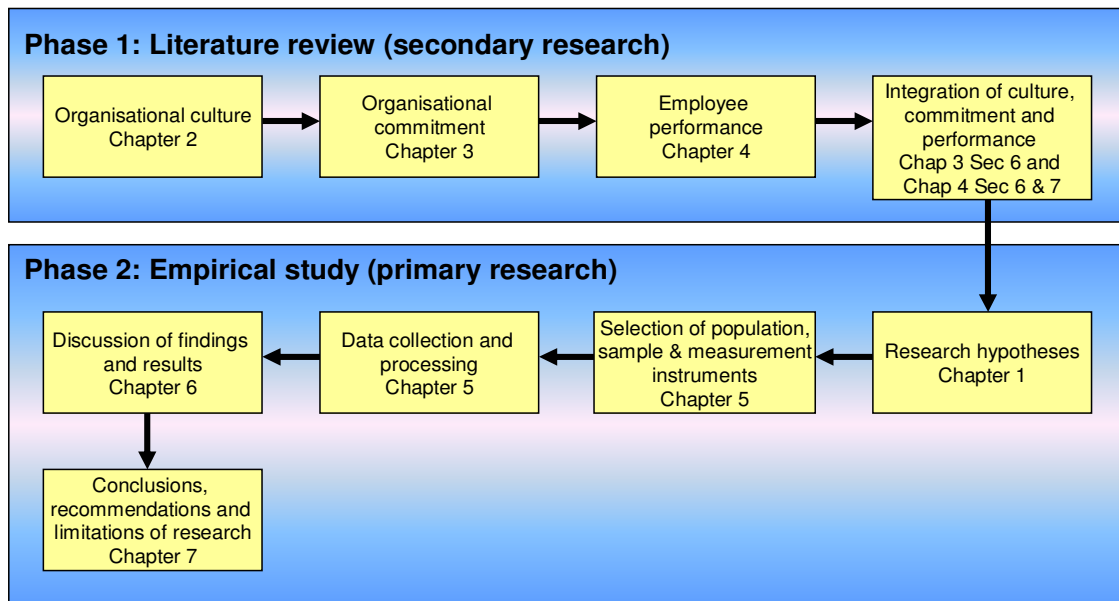 Phase 1: Literature review (secondary research)
Organisational culture
Chapter 2
Organisational
commitment
Chapter 3
Employee
performance
Chapter 4
Integration of culture,
commitment and
performance
Chap 3 Sec 6 and
Chap 4 Sec 6 & 7
Phase 2: Empirical study (primary research)
Research hypotheses
Chapter 1
Selection of population,
sample & measurement
instruments
Chapter 5
Data collection and
processing
Chapter 5
Discussion of findings
and results
Chapter 6
Conclusions,
recommendations and
limitations of research
Chapter 7